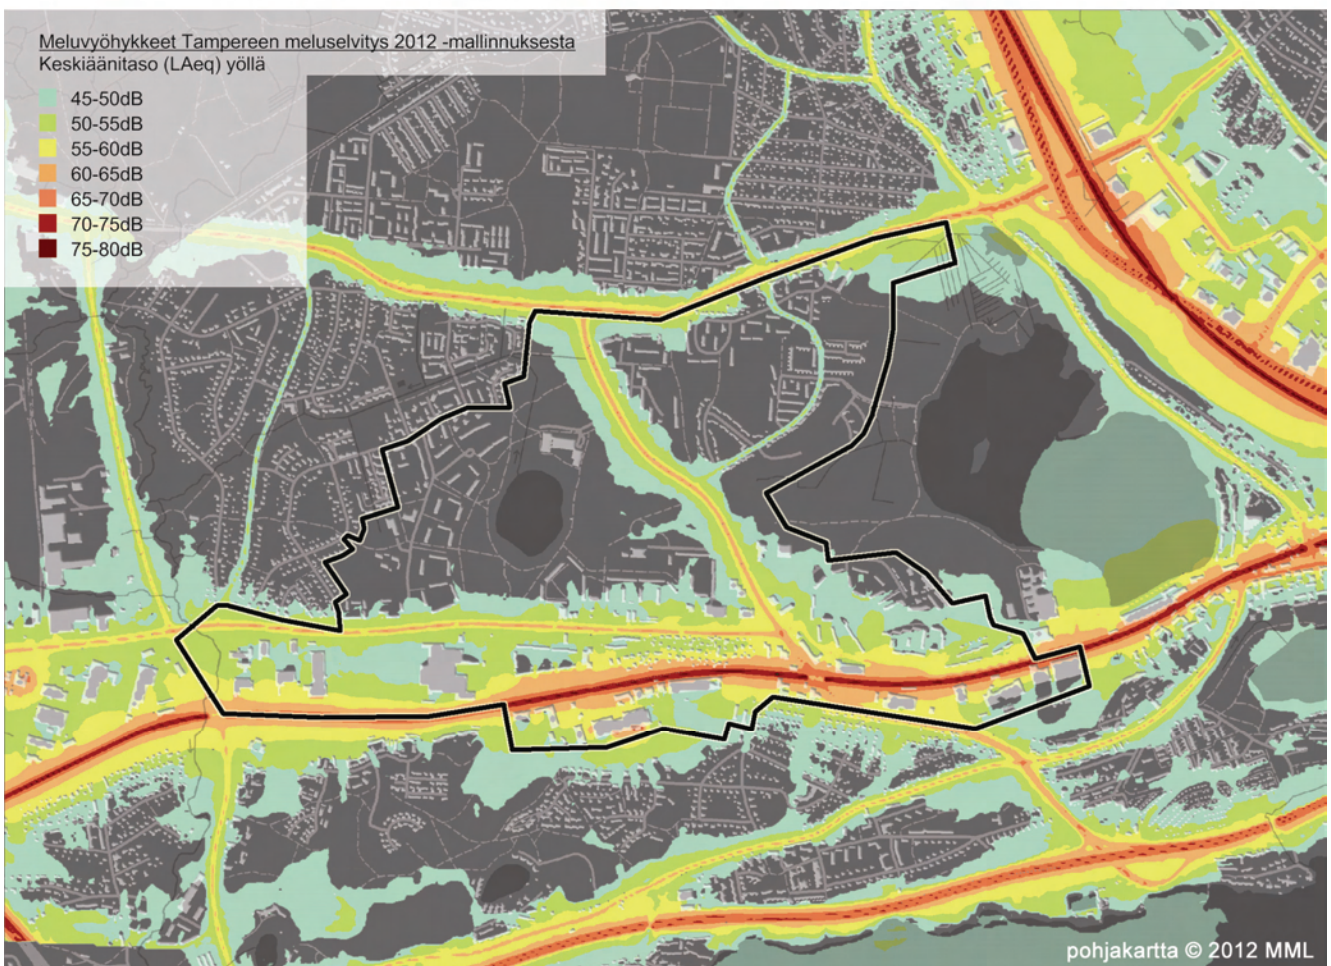 Meluvyöhykkeet Tampereen meluselvitys 2012 -mallinnuksesta
Keskiäänitaso (LAeq) yöllä
45-50dB
50-55dB
55-60dB
60-65dB
65-70dB
70-75dB
75-80dB
pohjakartta © 2012 MML